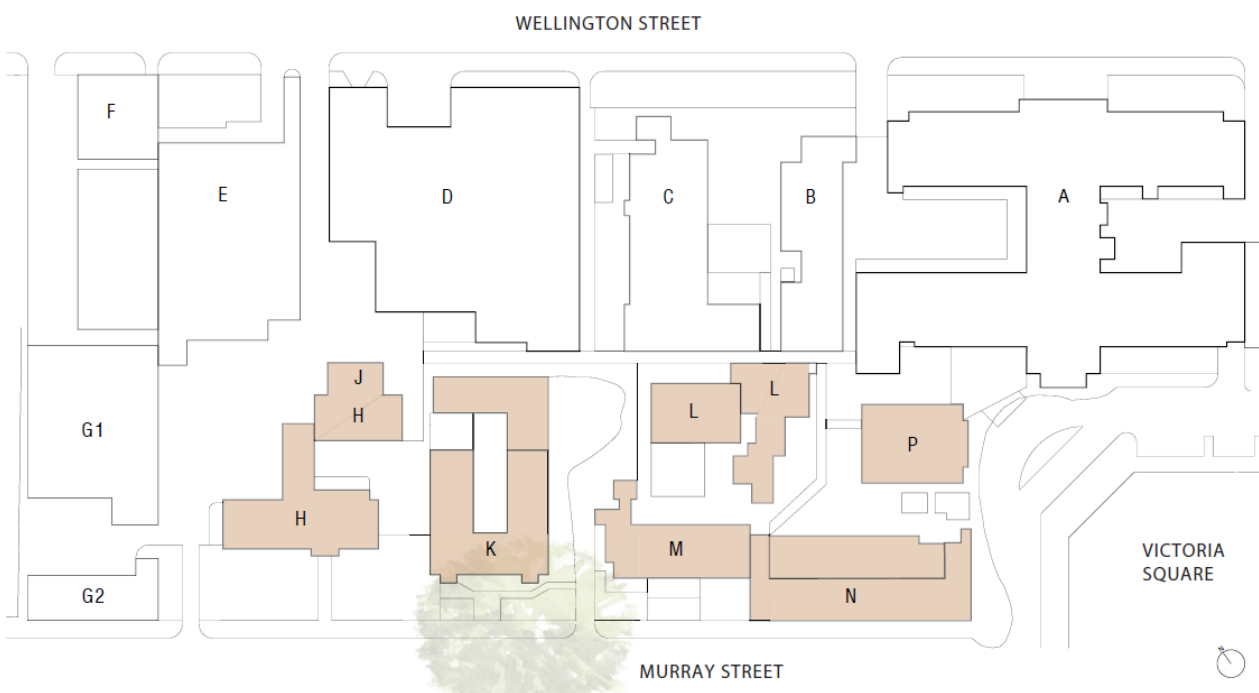 WELLINGTON STREET
F
E
D
C
B
A
J
H
L
L
G1
P
H
K
M
VICTORIA
SQUARE
G2
N
MURRAY STREET
N